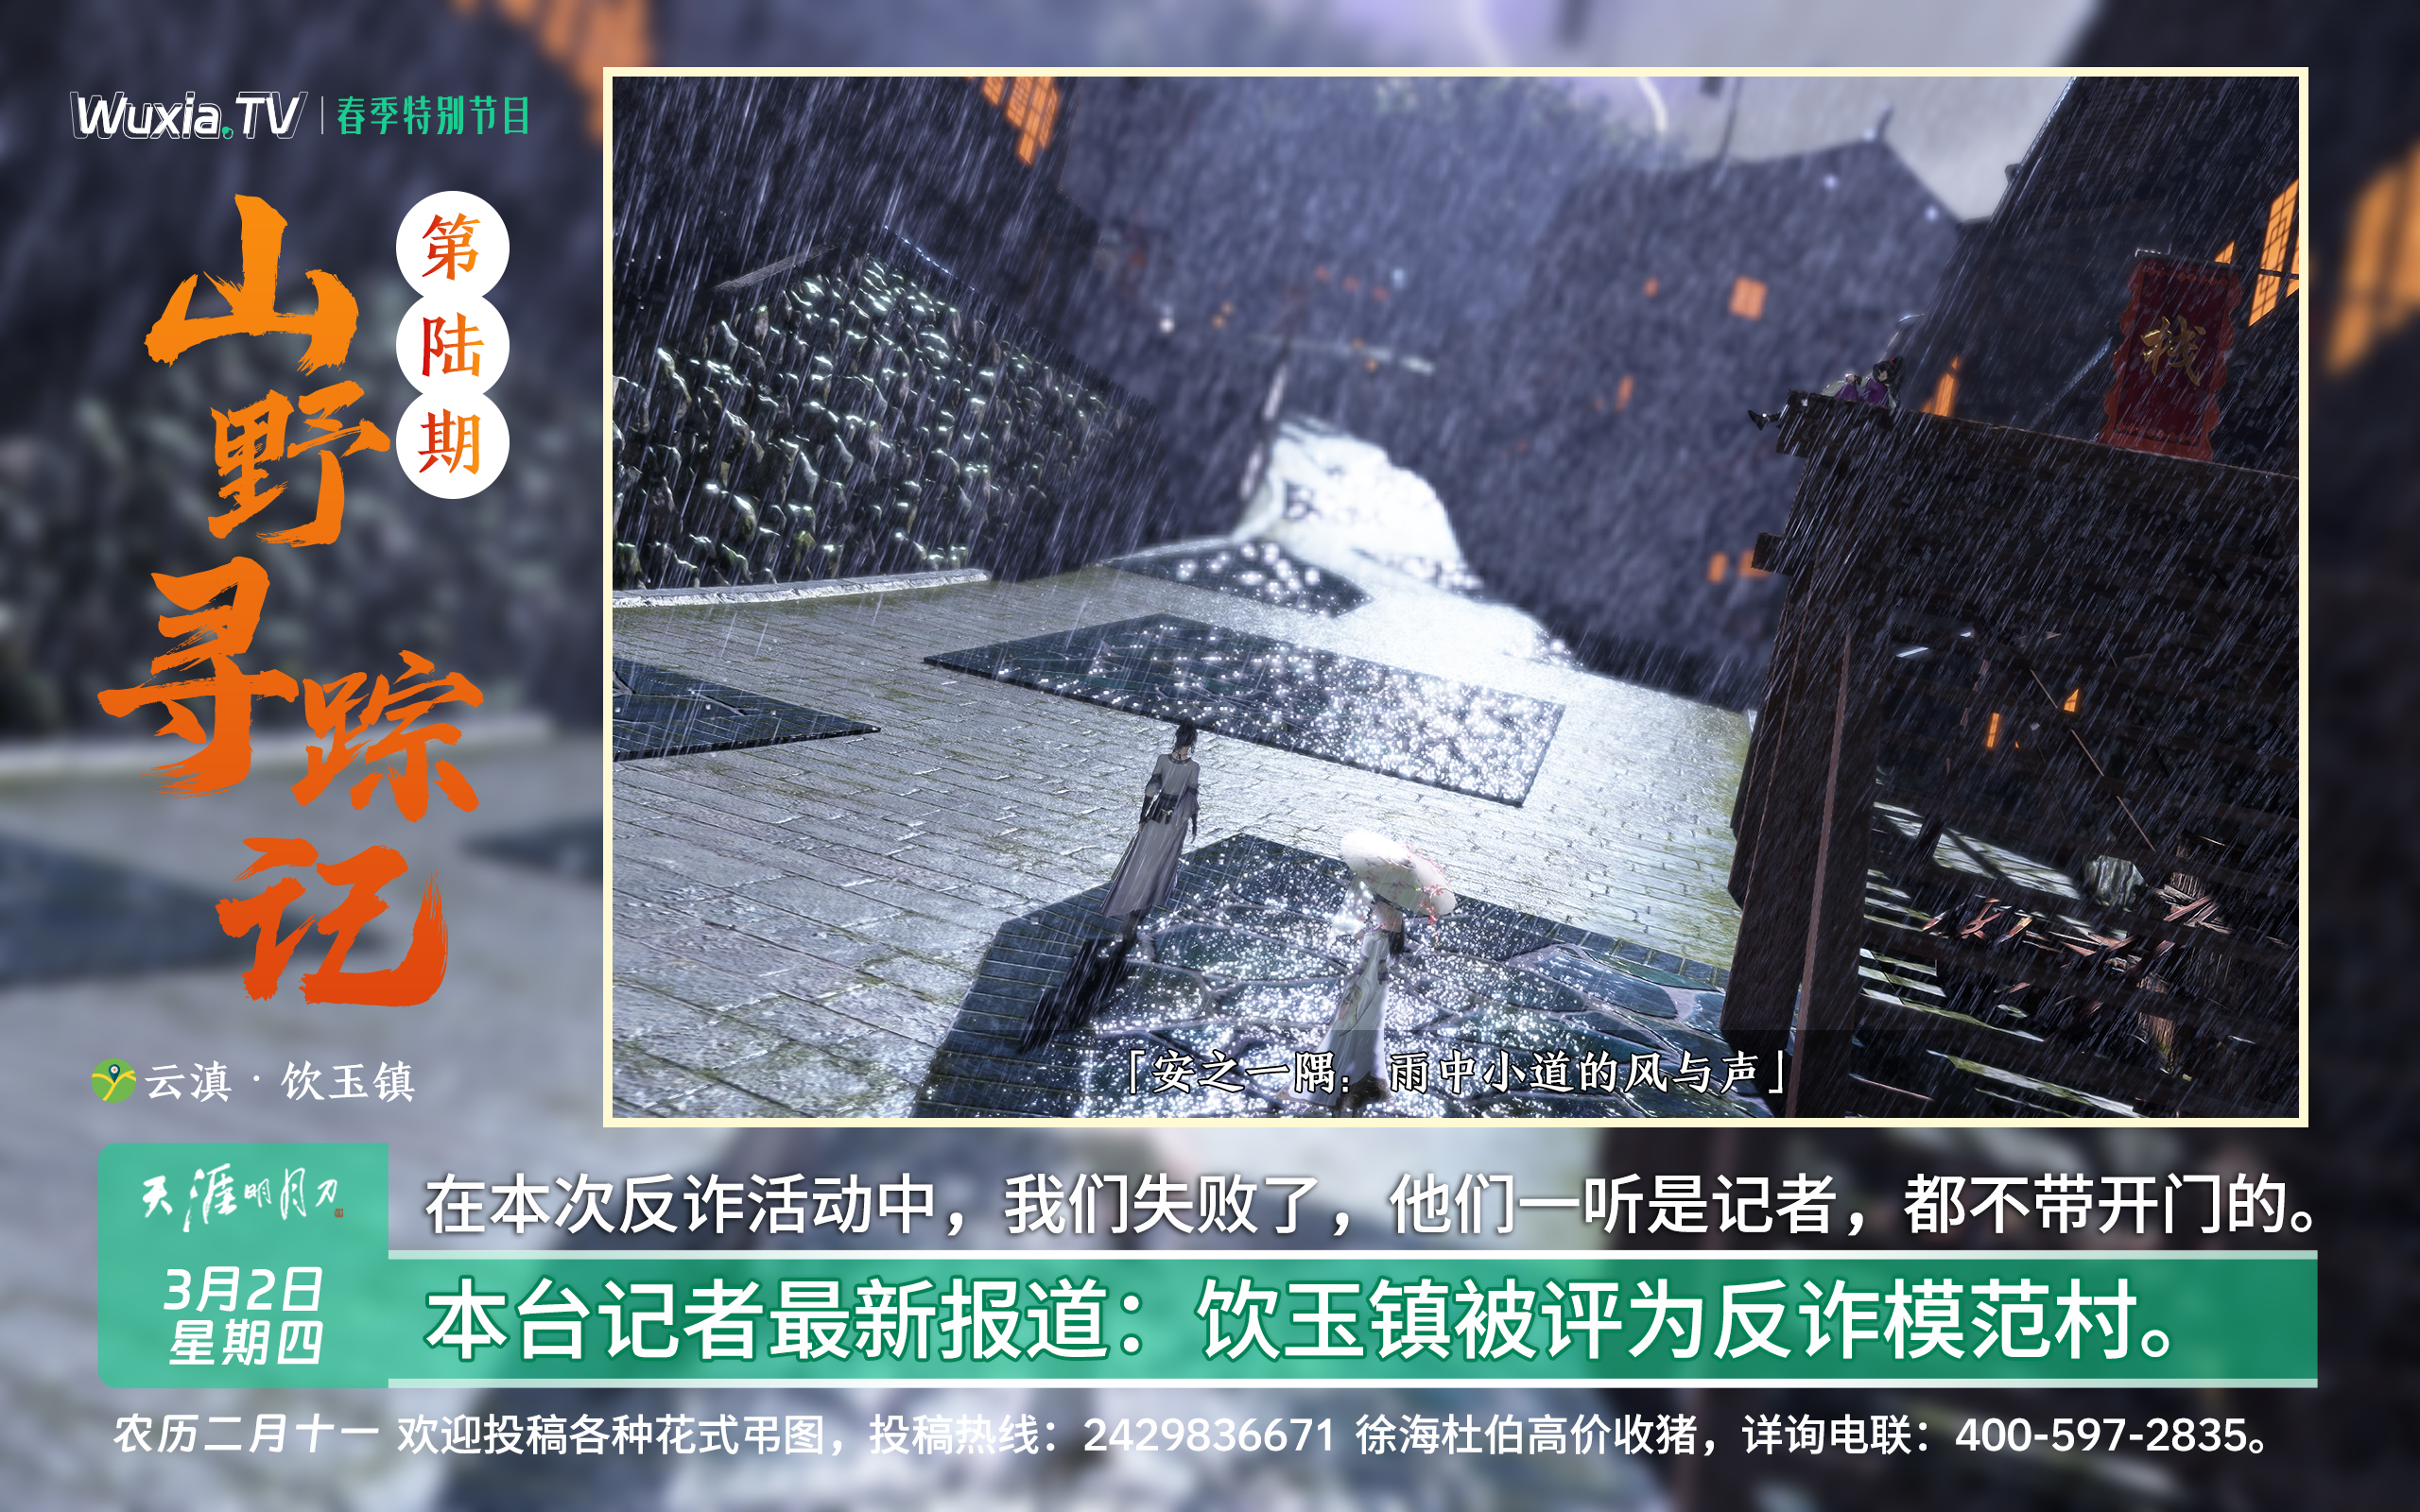 Wuxia.TV 春季特别节目
第陆期
山野寻踪记
云滇·饮玉镇
栈
「安之一隅：雨中小道的风与声」
天涯明月刀
在本次反诈活动中，我们失败了，他们一听是记者，都不带开门的。
3月2日
星期四
本台记者最新报道：饮玉镇被评为反诈模范村。
农历二月十一 欢迎投稿各种花式弔图，投稿热线：2429836671 徐海杜伯高价收猪，详询电联：400-597-2835。